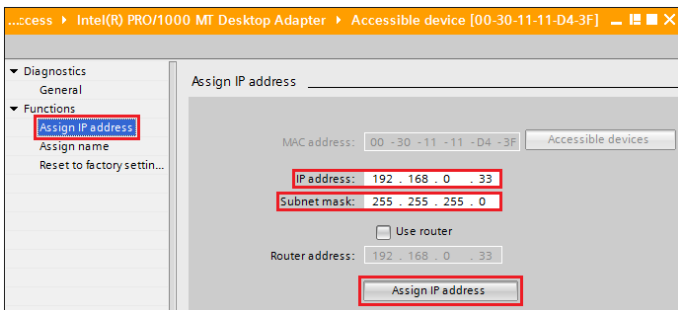 ...ccess ▸ Intel(R) PRO/1000 MT Desktop Adapter ▸ Accessible device [00-30-11-11-D4-3F]
Diagnostics
General
Functions
Assign IP address
Assign name
Reset to factory settin...
Assign IP address
MAC address: 00 - 30 - 11 - 11 - D4 - 3F Accessible devices
IP address: 192 . 168 . 0 . 33
Subnet mask: 255 . 255 . 255 . 0
Use router
Router address: 192 . 168 . 0 . 33
Assign IP address